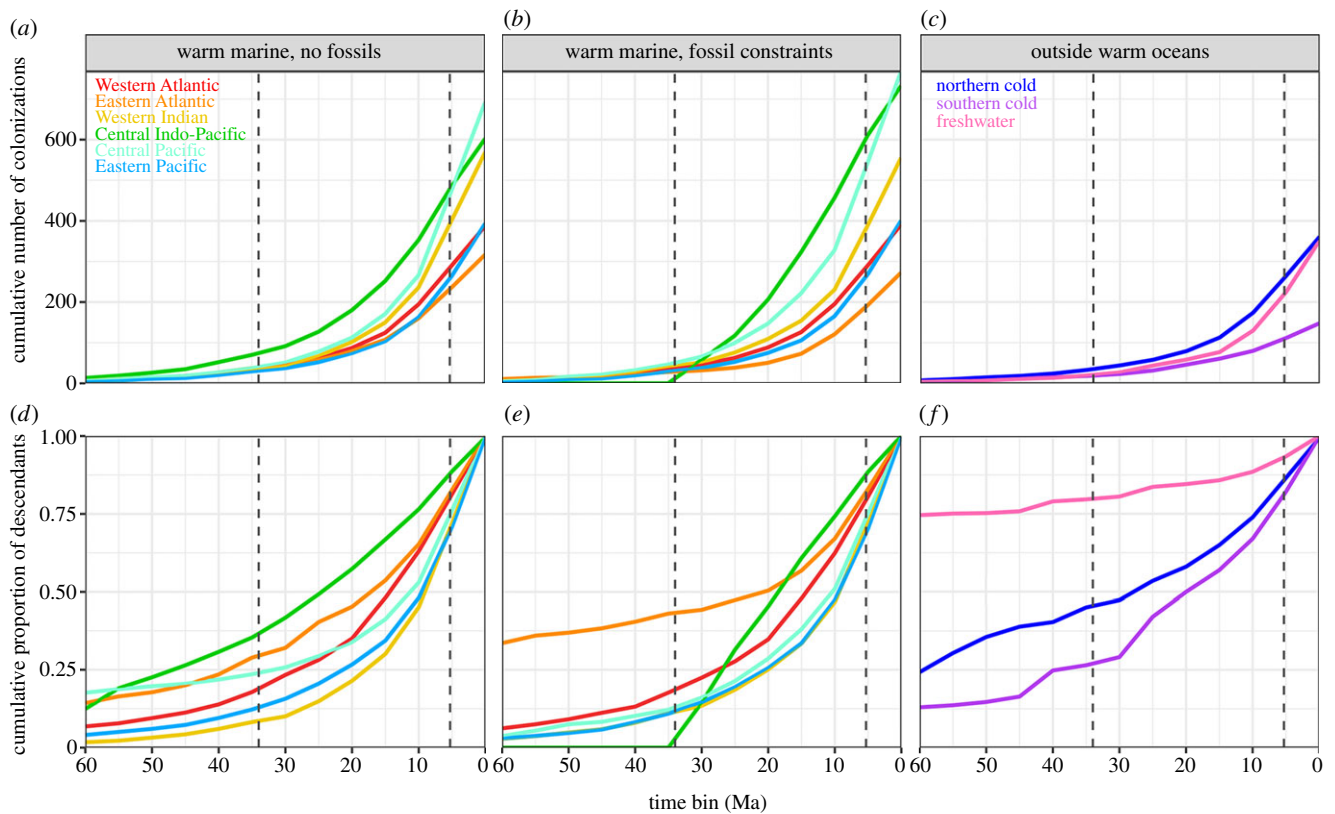 (a)
(b)
(c)
warm marine, no fossils
warm marine, fossil constraints
outside warm oceans
cumulative number of colonizations
600
400
200
0
Western Atlantic
Eastern Atlantic
Western Indian
Central Indo-Pacific
Central Pacific
Eastern Pacific
northern cold
southern cold
freshwater
(d)
(e)
(f)
cumulative proportion of descendants
1.00
0.75
0.50
0.25
0
60 50 40 30 20 10 0 60 50 40 30 20 10 0 60 50 40 30 20 10 0
time bin (Ma)